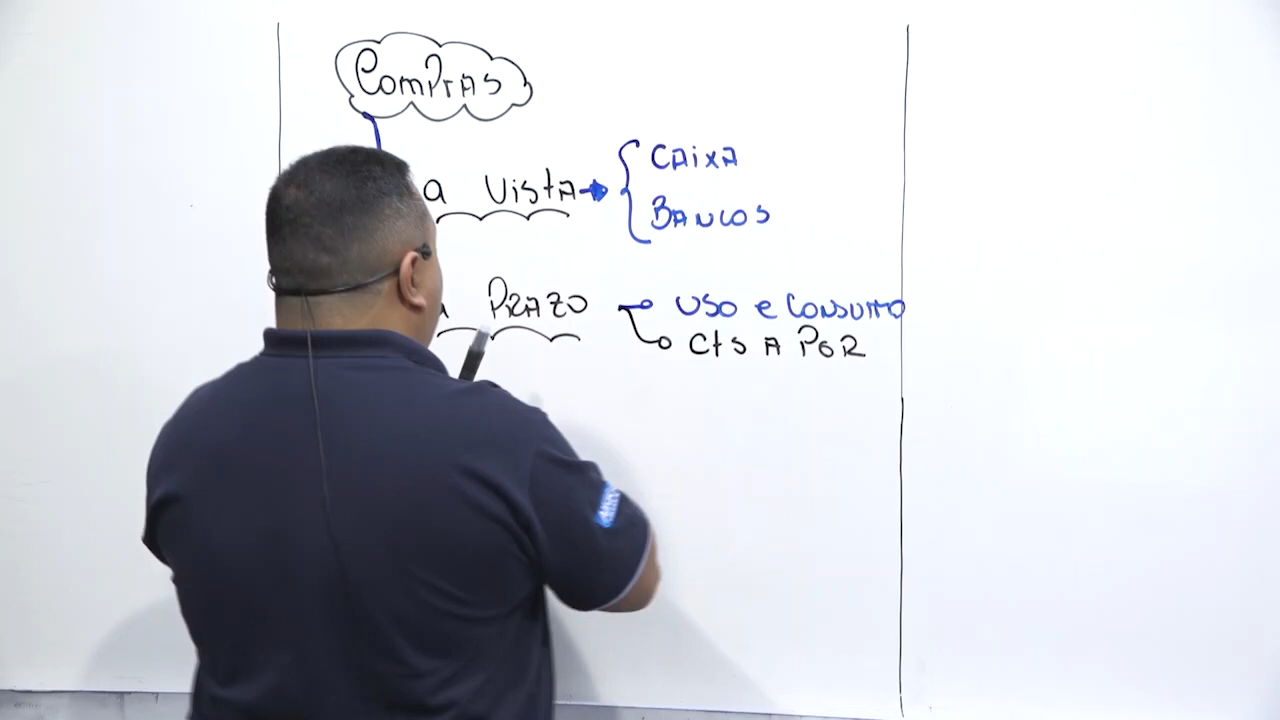 Compras
a vista
CAixA
BANCOS
PRAZO
USO e CONSUMO
CtS A PGR